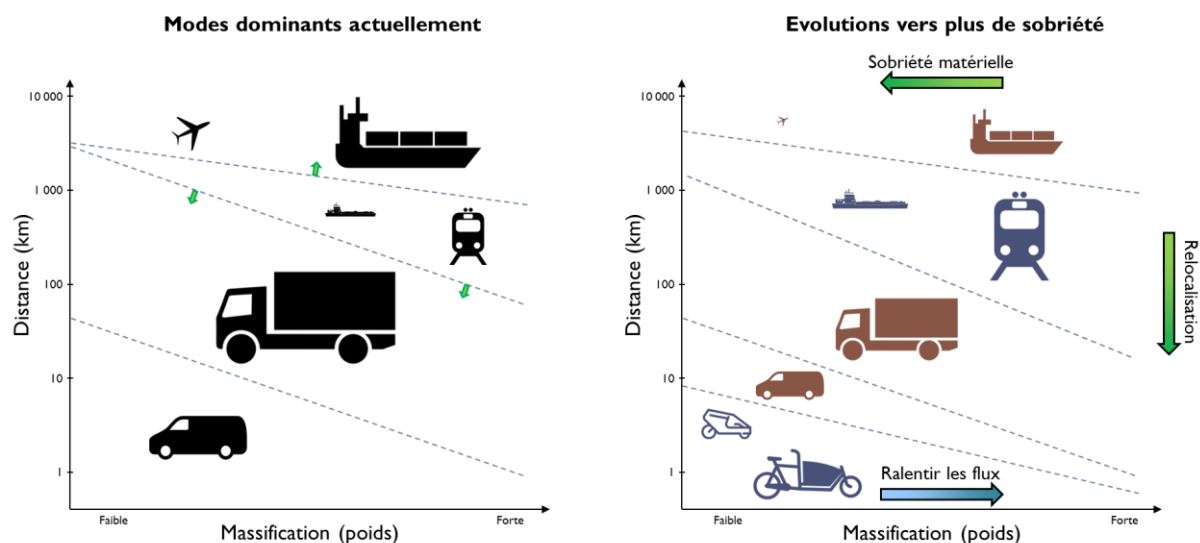 Modes dominants actuellement
Distance (km)
10 000
1 000
100
10
1
Faible
Forte
Massification (poids)
Evolutions vers plus de sobriété
Sobriété matérielle
Distance (km)
10 000
1 000
100
10
1
Relocalisation
Ralentir les flux
Faible
Forte
Massification (poids)